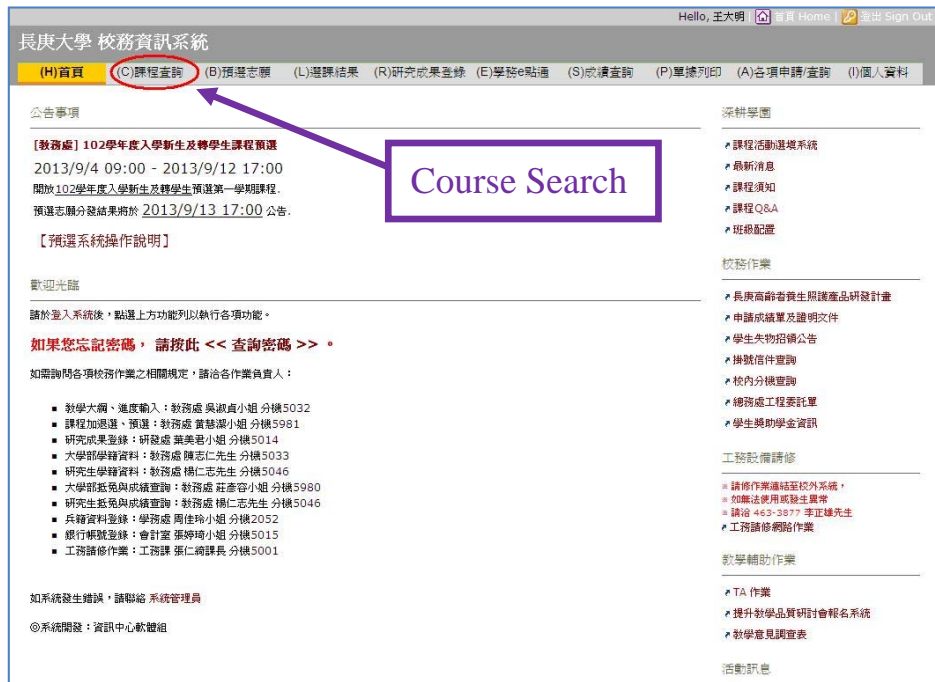 Hello, 王大明 | 首頁 Home | 登出 Sign Out
長庚大學 校務資訊系統
(H)首頁 (C)課程查詢 (B)預選志願 (L)選課結果 (R)研究成果登錄 (E)學務e點通 (S)成績查詢 (P)單據列印 (A)各項申請/查詢 (I)個人資料
公告事項
[教務處] 102學年度入學新生及轉學生課程預選
2013/9/4 09:00 - 2013/9/12 17:00
開放102學年度入學新生及轉學生預選第一學期課程.
預選志願分發結果將於 2013/9/13 17:00 公告.
【預選系統操作說明】
Course Search
歡迎光臨
請於登入系統後，點選上方功能列以執行各項功能。
如果您忘記密碼， 請按此 << 查詢密碼 >> 。
如需詢問各項校務作業之相關規定，請洽各作業負責人：
▪ 教學大綱、進度輸入：教務處 吳淑貞小姐 分機5032
▪ 課程加退選、預選：教務處 黃慧潔小姐 分機5981
▪ 研究成果登錄：研發處 葉美君小姐 分機5014
▪ 大學部學籍資料：教務處 陳志仁先生 分機5033
▪ 研究生學籍資料：教務處 楊仁志先生 分機5046
▪ 大學部抵免與成績查詢：教務處 莊彥容小姐 分機5980
▪ 研究生抵免與成績查詢：教務處 楊仁志先生 分機5046
▪ 兵籍資料登錄：學務處 周佳玲小姐 分機2052
▪ 銀行帳號登錄：會計室 張婷琦小姐 分機5015
▪ 工務請修作業：工務課 張仁綺課長 分機5001
如系統發生錯誤，請聯絡 系統管理員
◎系統開發：資訊中心軟體組
深耕學園
課程活動選填系統
最新消息
課程須知
課程Q&A
班級配置
校務作業
長庚高齡者養生照護產品研發計畫
申請成績單及證明文件
學生失物招領公告
掛號信件查詢
校內分機查詢
總務處工程委託單
學生獎助學金資訊
工務設備請修
請修作業連結至校外系統，
如無法使用或發生異常
請洽 463-3877 李正雄先生
工務請修網路作業
教學輔助作業
TA 作業
提升教學品質研討會報名系統
教學意見調查表
活動訊息